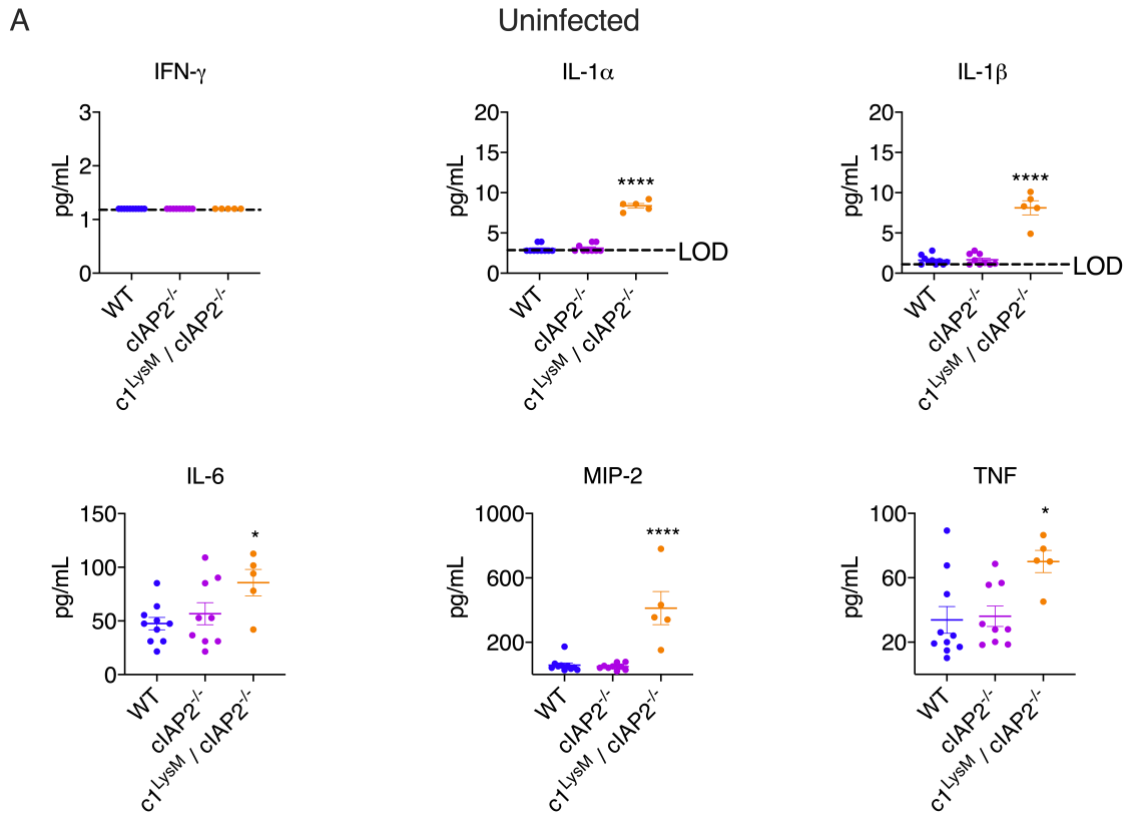 A
Uninfected
IFN-γ
3
2
1
0
pg/mL
WT
cIAP2-/-
c1LysM / cIAP2-/-
IL-1α
20
15
10
5
0
pg/mL
****
LOD
WT
cIAP2-/-
c1LysM / cIAP2-/-
IL-1β
20
15
10
5
0
pg/mL
****
LOD
WT
cIAP2-/-
c1LysM / cIAP2-/-
IL-6
150
100
50
0
pg/mL
*
WT
cIAP2-/-
c1LysM / cIAP2-/-
MIP-2
1000
600
200
pg/mL
****
WT
cIAP2-/-
c1LysM / cIAP2-/-
TNF
100
60
20
pg/mL
*
WT
cIAP2-/-
c1LysM / cIAP2-/-